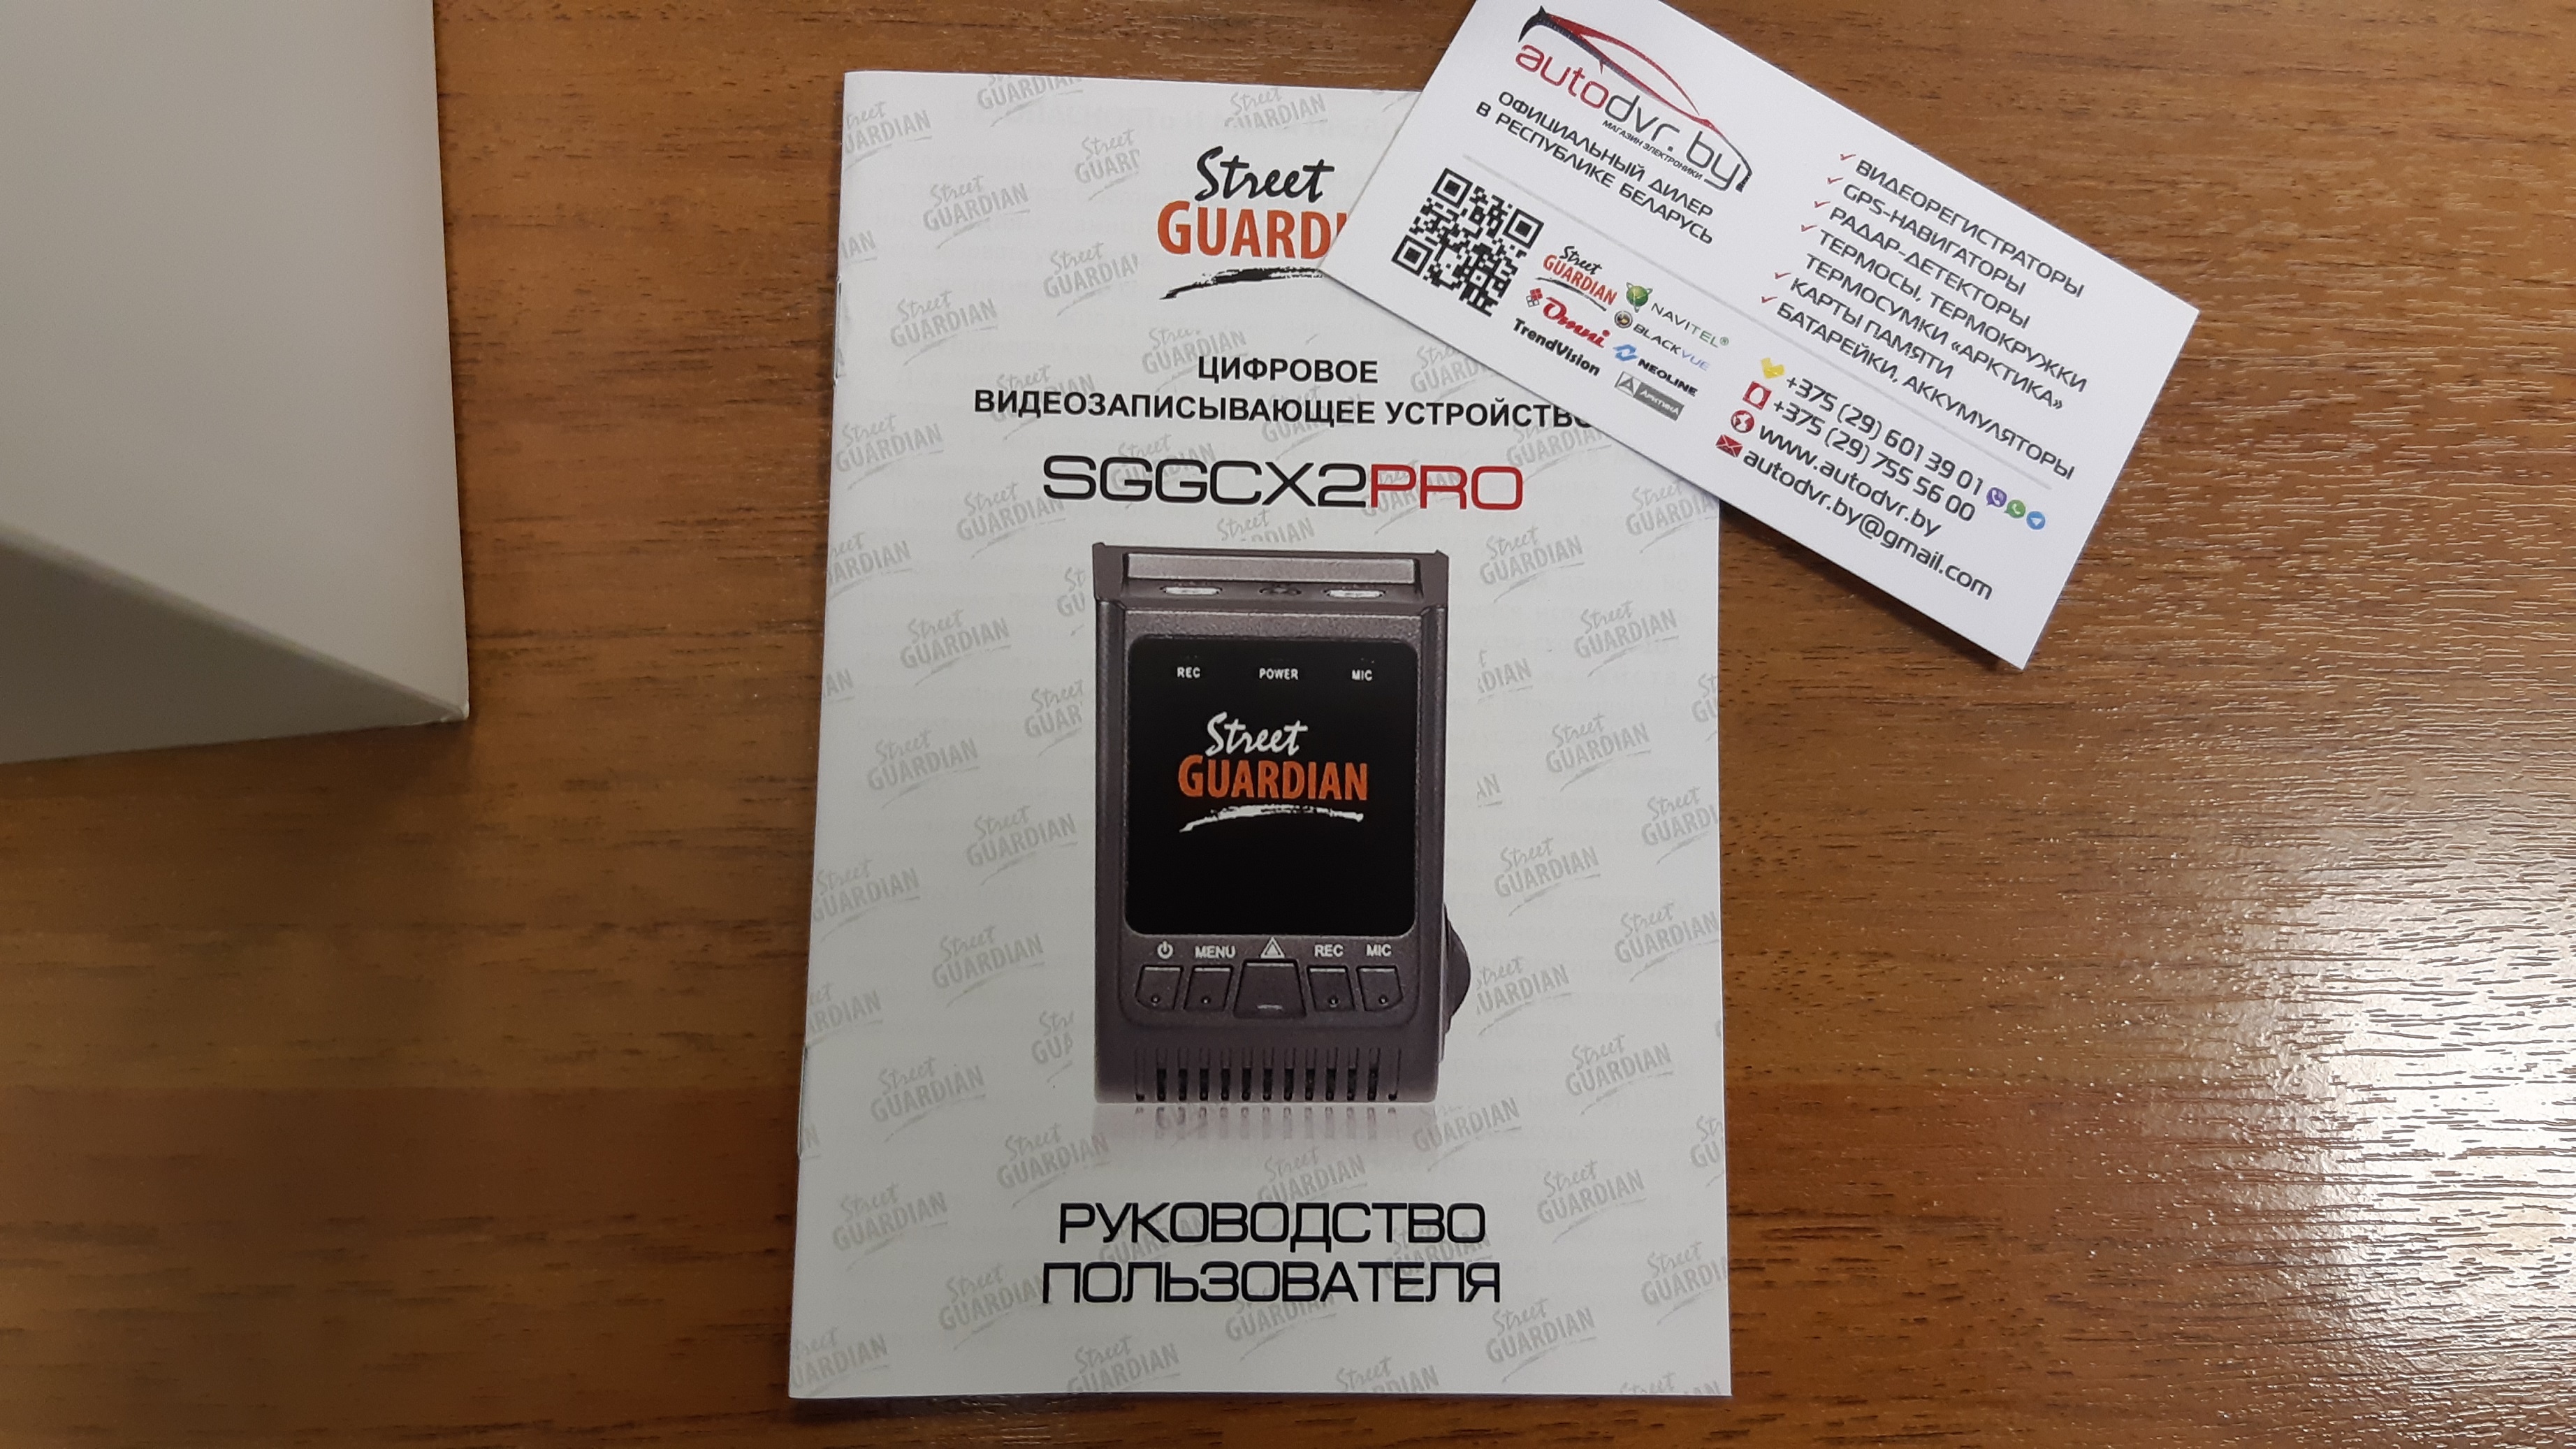 Street
GUARDI
ЦИФРОВОЕ
ВИДЕОЗАПИСЫВАЮЩЕЕ УСТРОЙСТВО
SGGCX2PRO
REC POWER MIC
Street
GUARDIAN
MENU REC MIC
РУКОВОДСТВО
ПОЛЬЗОВАТЕЛЯ
autodvr.by
МАГАЗИН ЭЛЕКТРОНИКИ
ОФИЦИАЛЬНЫЙ ДИЛЕР
В РЕСПУБЛИКЕ БЕЛАРУСЬ
Street
GUARDIAN
NAVITEL®
Omni
BLACKVUE
TrendVision
NEOLINE
АРКТИКА
ВИДЕОРЕГИСТРАТОРЫ
GPS-НАВИГАТОРЫ
РАДАР-ДЕТЕКТОРЫ
ТЕРМОСЫ, ТЕРМОКРУЖКИ
ТЕРМОСУМКИ «АРКТИКА»
КАРТЫ ПАМЯТИ
БАТАРЕЙКИ, АККУМУЛЯТОРЫ
+375 (29) 601 39 01
+375 (29) 755 56 00
www.autodvr.by
autodvr.by@gmail.com